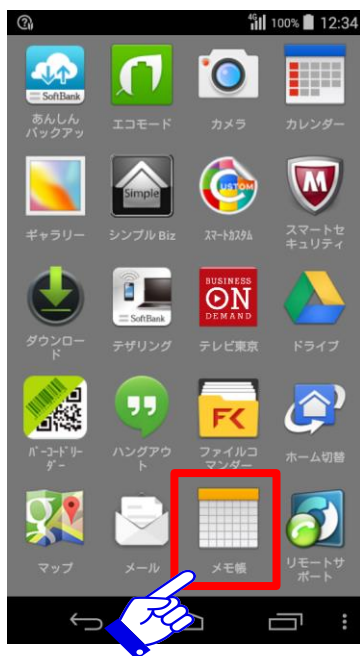 4G 100% 12:34
SoftBank
あんしん
バックアッ
エコモード
カメラ
カレンダー
ギャラリー
Simple
シンプル Biz
CUSTOM
スマートカスタム
M
スマートセ
キュリティ
ダウンロー
ド
SoftBank
テザリング
BUSINESS
ON
DEMAND
テレビ東京
ドライブ
バーコードリー
ダー
ハングアウ
ト
FK
ファイルコ
マンダー
ホーム切替
g
マップ
メール
メモ帳
リモートサ
ポート